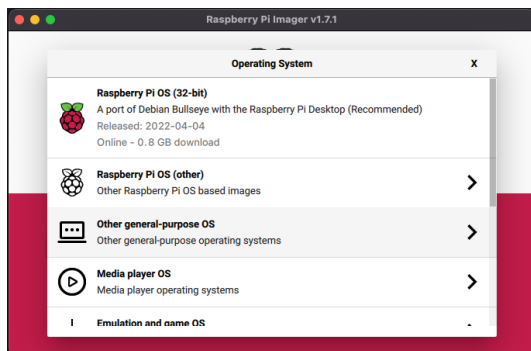 Raspberry Pi Imager v1.7.1
Operating System
X
Raspberry Pi OS (32-bit)
A port of Debian Bullseye with the Raspberry Pi Desktop (Recommended)
Released: 2022-04-04
Online - 0.8 GB download
Raspberry Pi OS (other)
Other Raspberry Pi OS based images
Other general-purpose OS
Other general-purpose operating systems
Media player OS
Media player operating systems
Emulation and game OS